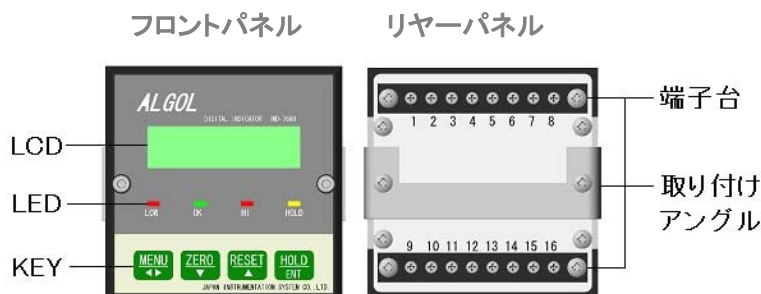 フロントパネル
リヤーパネル
ALGOL
DIGITAL INDICATOR MD-7600
LCD
LED
LOW OK HI HOLD
KEY
MENU ZERO RESET HOLD
ENT
JAPAN INSTRUMENTATION SYSTEM CO.,LTD.
1 2 3 4 5 6 7 8
9 10 11 12 13 14 15 16
端子台
取り付け
アングル